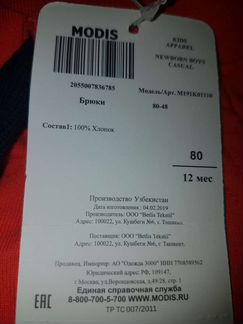 MODIS
KIDS
APPAREL
NEWBORN BOYS
CASUAL
2055007836785
Модель/Арт. M191K01110
Брюки
80-48
Состав1: 100% Хлопок
80
12 мес
Производство Узбекистан
Дата изготовления : 04.02.2019
Производитель: ООО "Betlis Tekstil"
Адрес: 100022, ул. Кушбеги №6, г. Ташкент.
Поставщик: ООО "Betlis Tekstil"
Адрес: 100022, ул. Кушбеги №6, г. Ташкент.
Продавец, Импортер: АО "Одежда 3000" ИНН 7708589562
Юридический адрес: РФ, 109147,
г.Москва, ул.Воронцовская, д.49/28, стр. 1
Единая справочная служба
EAC
8-800-700-5-700 WWW.MODIS.RU
ТР ТС 007/2011